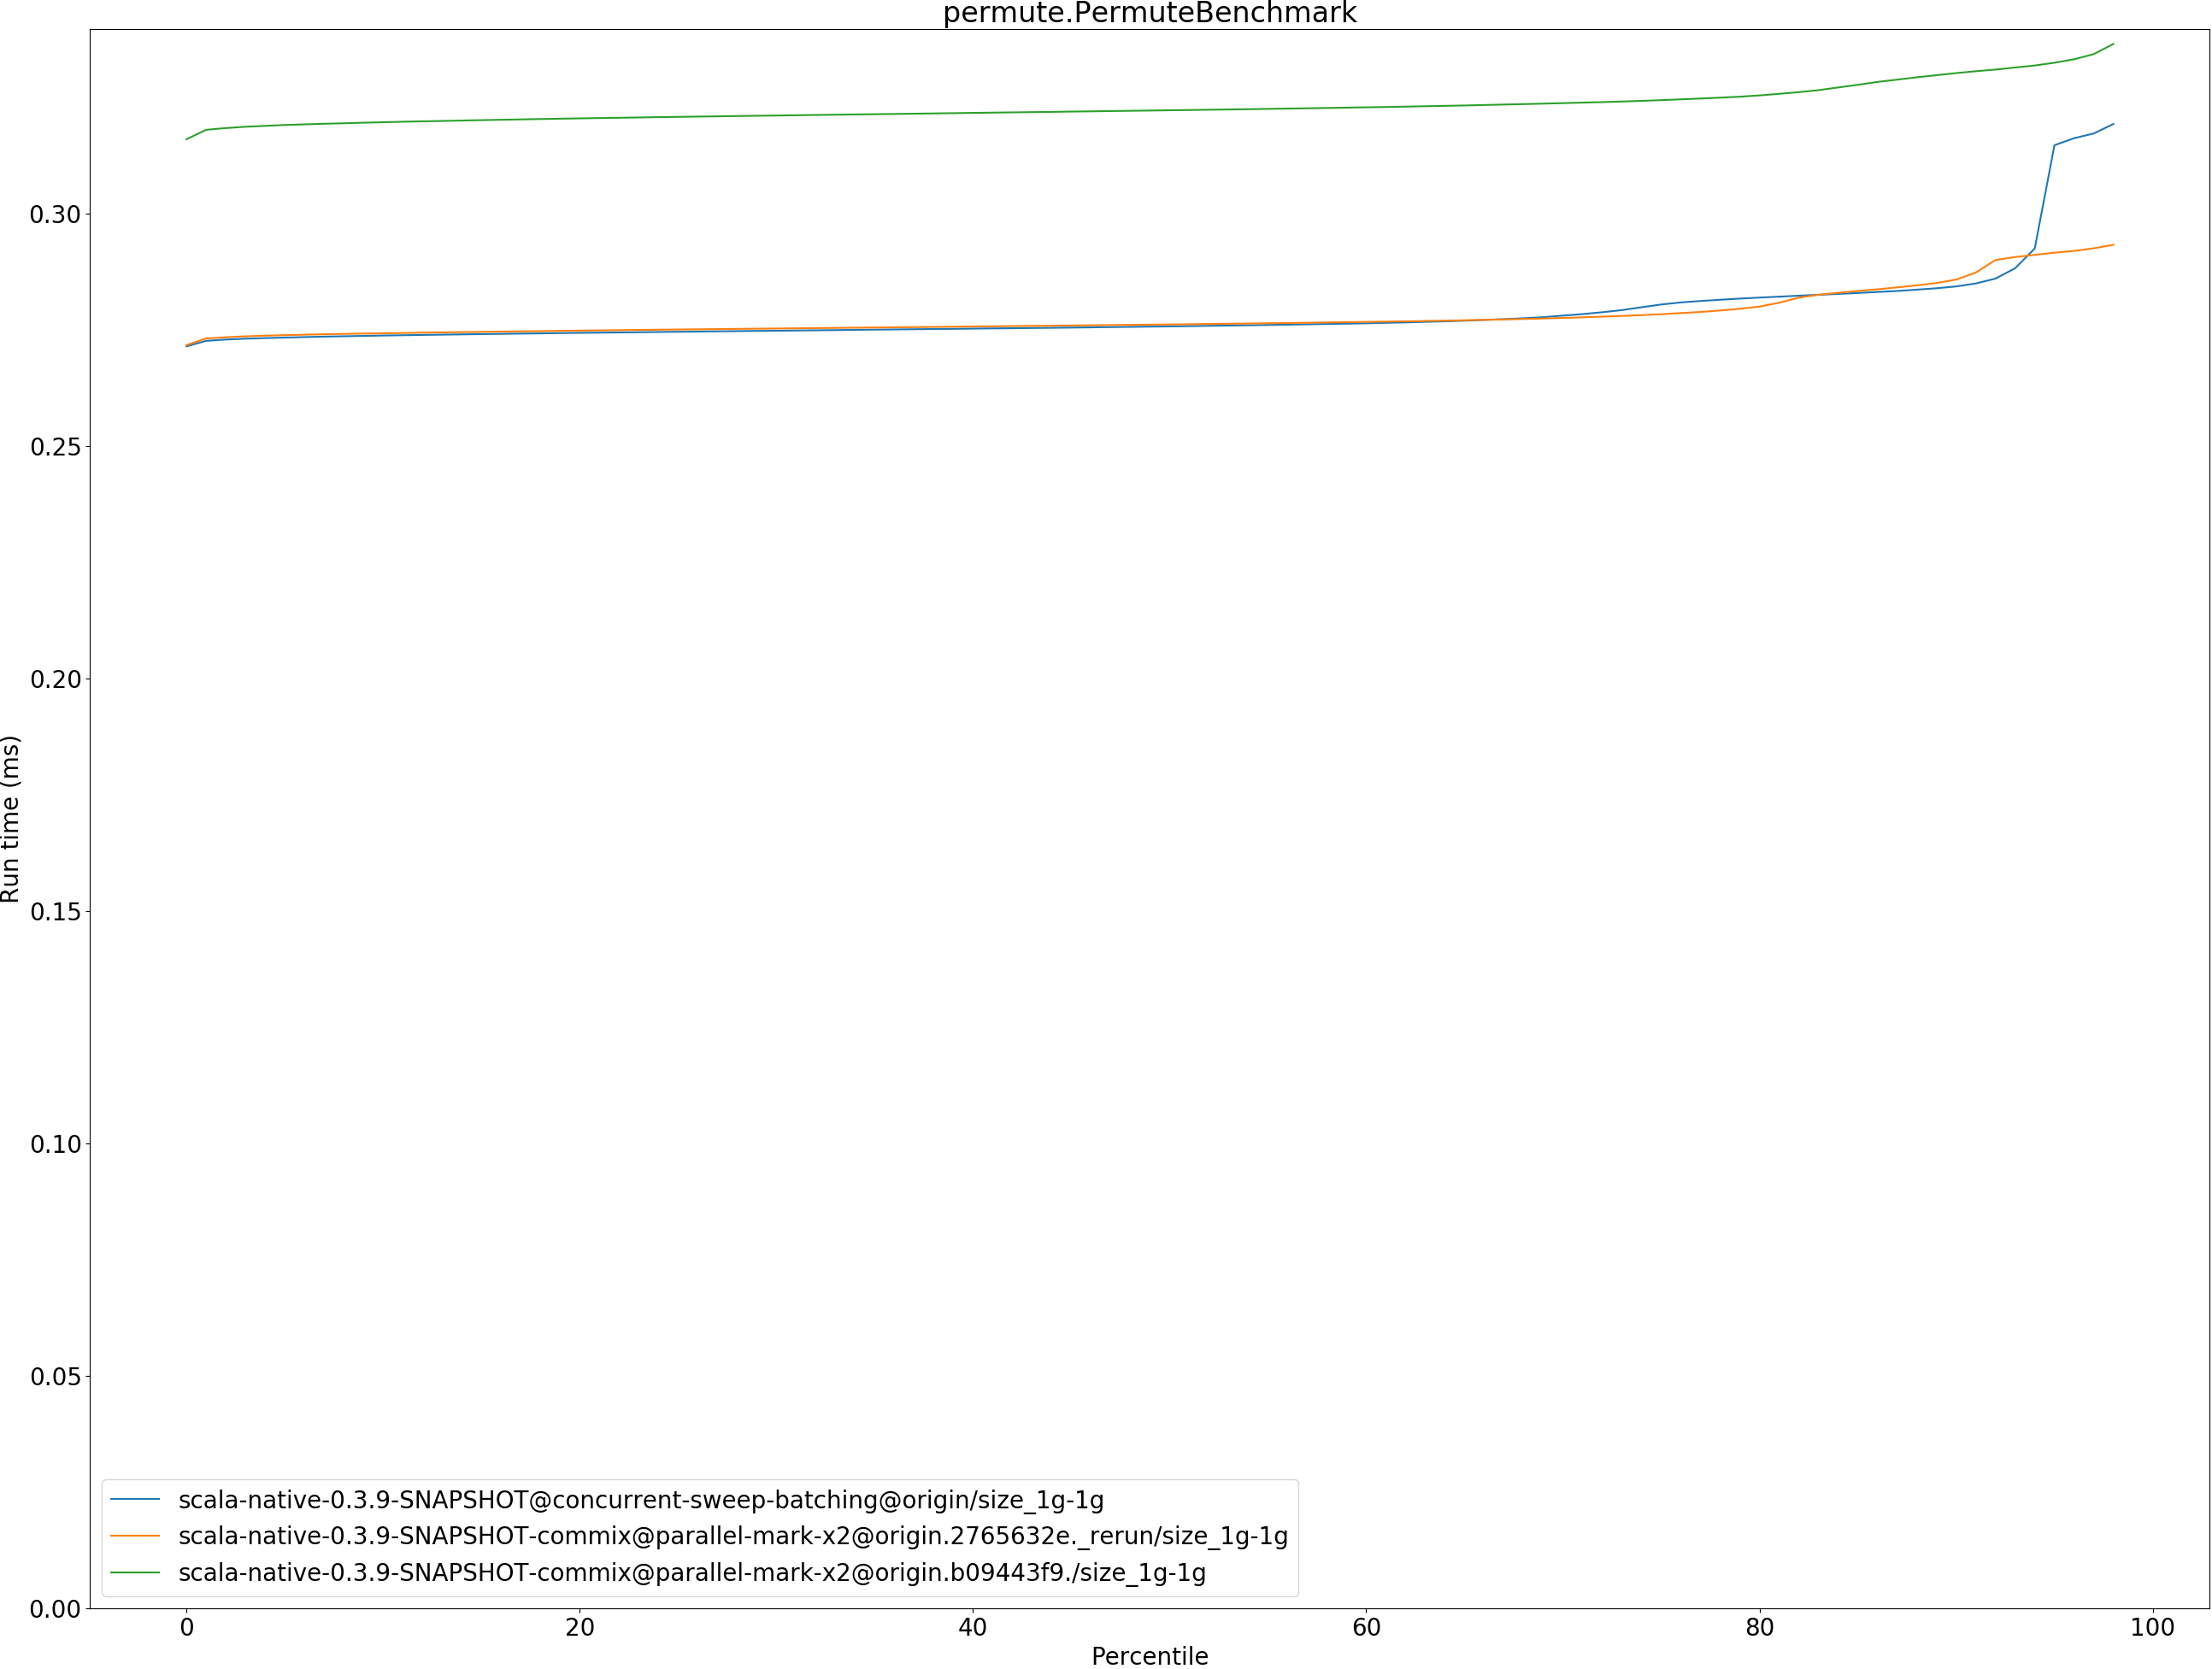 permute.PermuteBenchmark
Run time (ms)
0.30
0.25
0.20
0.15
0.10
0.05
0.00
scala-native-0.3.9-SNAPSHOT@concurrent-sweep-batching@origin/size_1g-1g
scala-native-0.3.9-SNAPSHOT-commix@parallel-mark-x2@origin.2765632e._rerun/size_1g-1g
scala-native-0.3.9-SNAPSHOT-commix@parallel-mark-x2@origin.b09443f9./size_1g-1g
0 20 40 60 80 100
Percentile